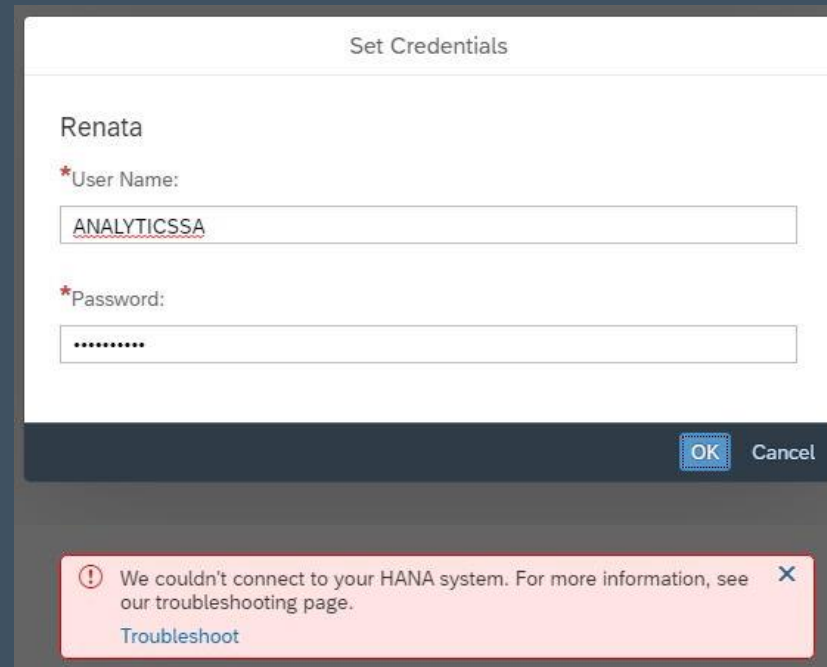 Set Credentials
Renata
*User Name:
ANALYTICSSA
*Password:
••••••••••
OK Cancel
We couldn't connect to your HANA system. For more information, see
our troubleshooting page.
Troubleshoot